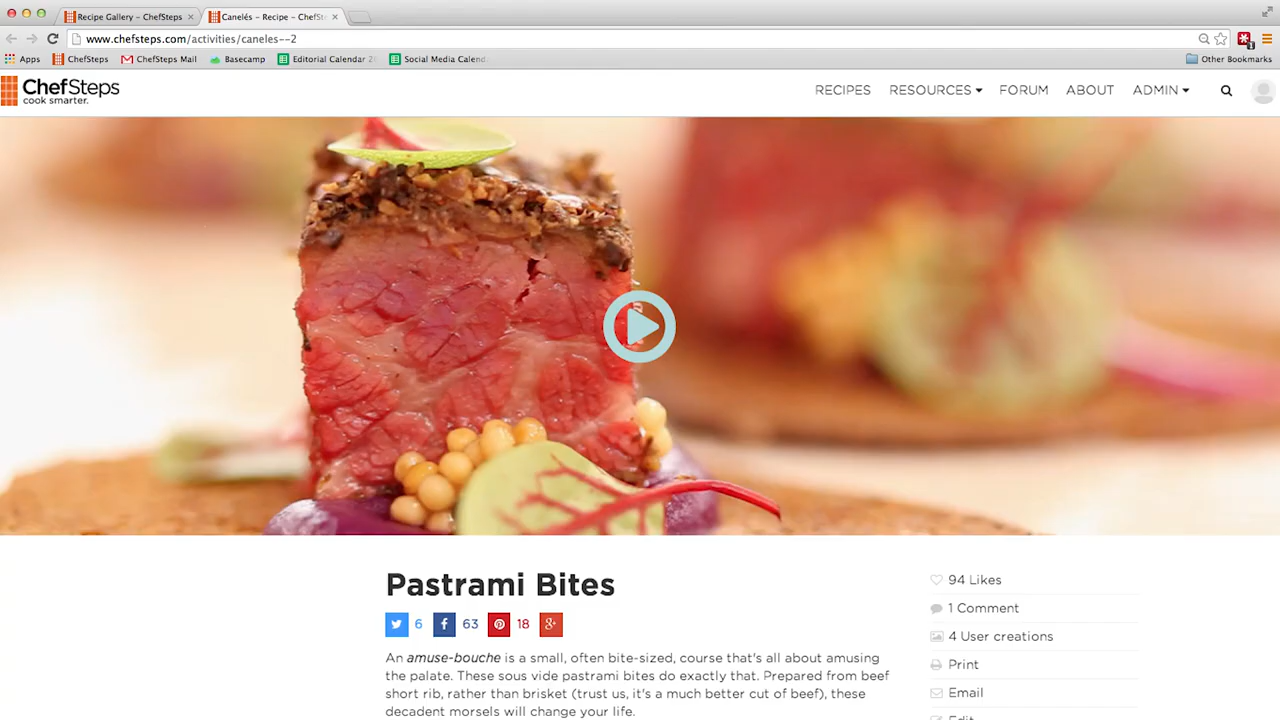 Recipe Gallery – ChefSteps
Canelés – Recipe – ChefSt
www.chefsteps.com/activities/caneles--2
Apps ChefSteps ChefSteps Mail Basecamp Editorial Calendar 2 Social Media Calend Other Bookmarks
ChefSteps
cook smarter.
RECIPES RESOURCES FORUM ABOUT ADMIN
Pastrami Bites
6 63 18
An amuse-bouche is a small, often bite-sized, course that's all about amusing
the palate. These sous vide pastrami bites do exactly that. Prepared from beef
short rib, rather than brisket (trust us, it's a much better cut of beef), these
decadent morsels will change your life.
94 Likes
1 Comment
4 User creations
Print
Email
Edit